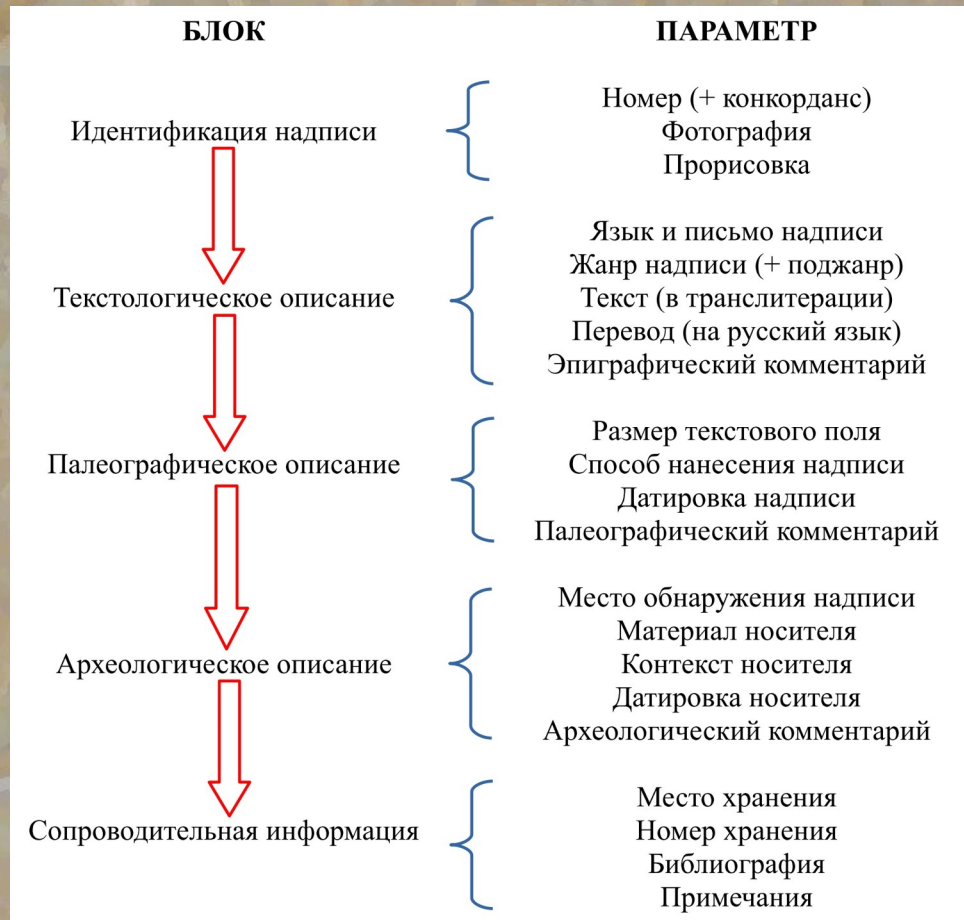 БЛОК
ПАРАМЕТР
Идентификация надписи
Номер (+ конкорданс)
Фотография
Прорисовка
Текстологическое описание
Язык и письмо надписи
Жанр надписи (+ поджанр)
Текст (в транслитерации)
Перевод (на русский язык)
Эпиграфический комментарий
Палеографическое описание
Размер текстового поля
Способ нанесения надписи
Датировка надписи
Палеографический комментарий
Археологическое описание
Место обнаружения надписи
Материал носителя
Контекст носителя
Датировка носителя
Археологический комментарий
Сопроводительная информация
Место хранения
Номер хранения
Библиография
Примечания